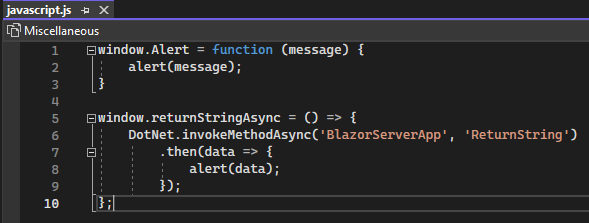 javascript.js
Miscellaneous
1 window.Alert = function (message) {
2     alert(message);
3 }
4
5 window.returnStringAsync = () => {
6     DotNet.invokeMethodAsync('BlazorServerApp', 'ReturnString')
7         .then(data => {
8             alert(data);
9         });
10 };